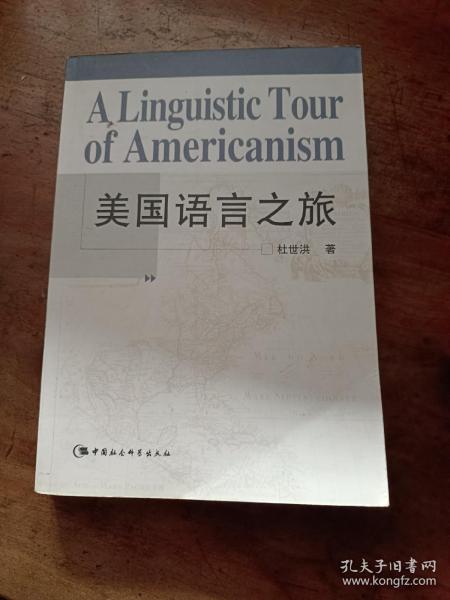 A Linguistic Tour
of Americanism
美国语言之旅
杜世洪 著
中国社会科学出版社
孔夫子旧书网
www.kongfz.com